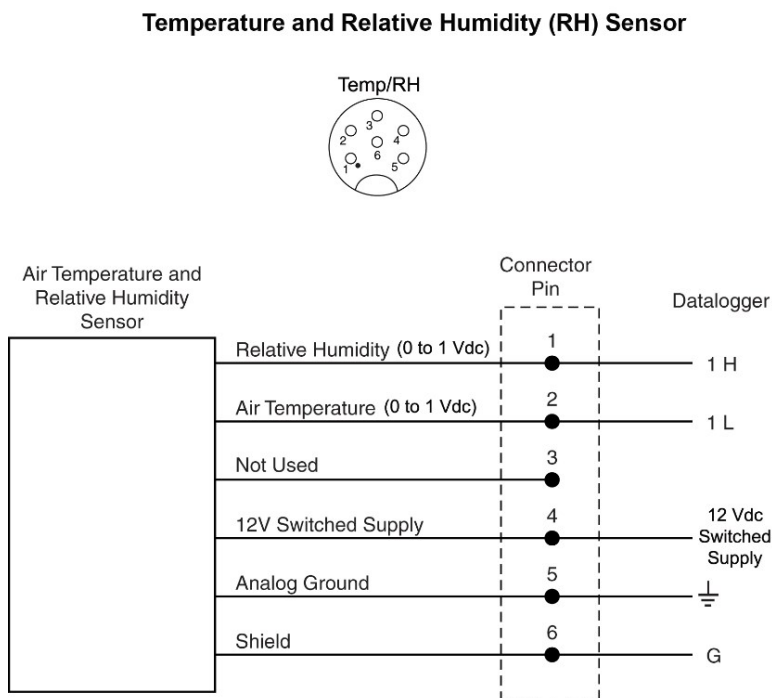 Temperature and Relative Humidity (RH) Sensor
Temp/RH
3
2
4
6
1
5
Air Temperature and
Relative Humidity
Sensor
Connector
Pin
Datalogger
Relative Humidity (0 to 1 Vdc)
1
1 H
Air Temperature (0 to 1 Vdc)
2
1 L
Not Used
3
12V Switched Supply
4
12 Vdc
Switched
Supply
Analog Ground
5
Shield
6
G